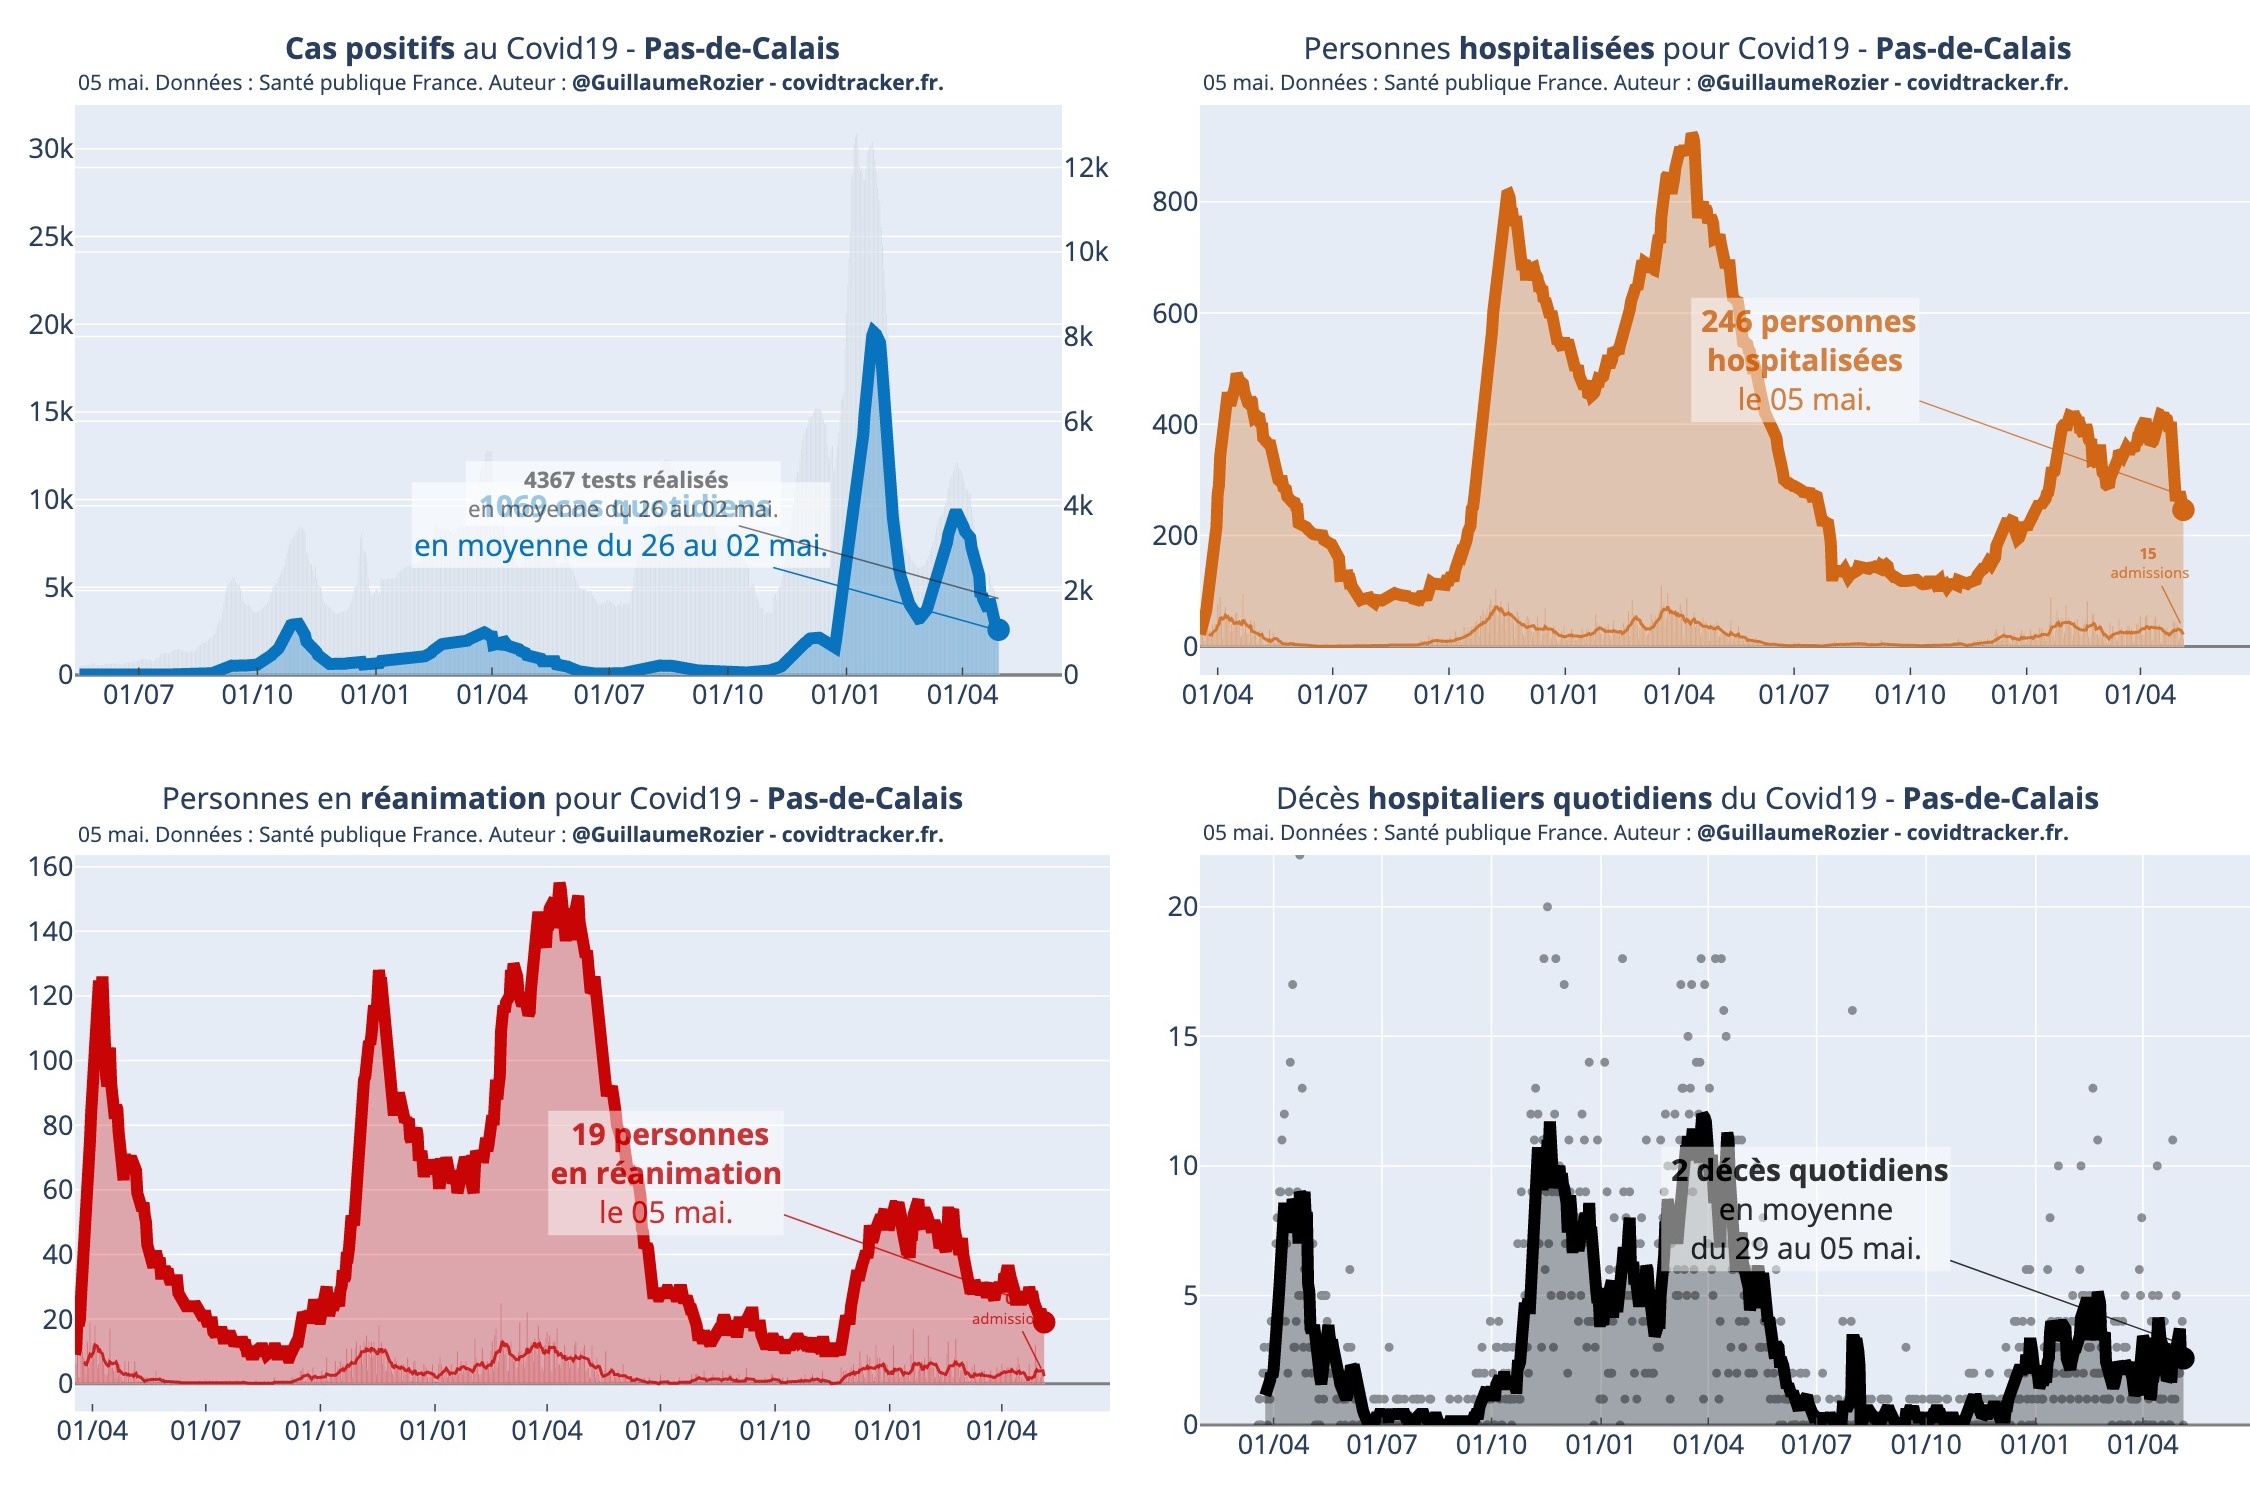 Cas positifs au Covid19 - Pas-de-Calais
05 mai. Données : Santé publique France. Auteur : @GuillaumeRozier - covidtracker.fr.
30k
25k
20k
15k
10k
5k
0
12k
10k
8k
6k
4k
2k
0
4367 tests réalisés
en moyenne du 26 au 02 mai.
1069 cas quotidiens
en moyenne du 26 au 02 mai.
01/07 01/10 01/01 01/04 01/07 01/10 01/01 01/04
Personnes hospitalisées pour Covid19 - Pas-de-Calais
05 mai. Données : Santé publique France. Auteur : @GuillaumeRozier - covidtracker.fr.
800
600
400
200
0
246 personnes
hospitalisées
le 05 mai.
15
admissions
01/04 01/07 01/10 01/01 01/04 01/07 01/10 01/01 01/04
Personnes en réanimation pour Covid19 - Pas-de-Calais
05 mai. Données : Santé publique France. Auteur : @GuillaumeRozier - covidtracker.fr.
160
140
120
100
80
60
40
20
0
19 personnes
en réanimation
le 05 mai.
01/04 01/07 01/10 01/01 01/04 01/07 01/10 01/01 01/04
Décès hospitaliers quotidiens du Covid19 - Pas-de-Calais
05 mai. Données : Santé publique France. Auteur : @GuillaumeRozier - covidtracker.fr.
20
15
10
5
0
2 décès quotidiens
en moyenne
du 29 au 05 mai.
01/04 01/07 01/10 01/01 01/04 01/07 01/10 01/01 01/04